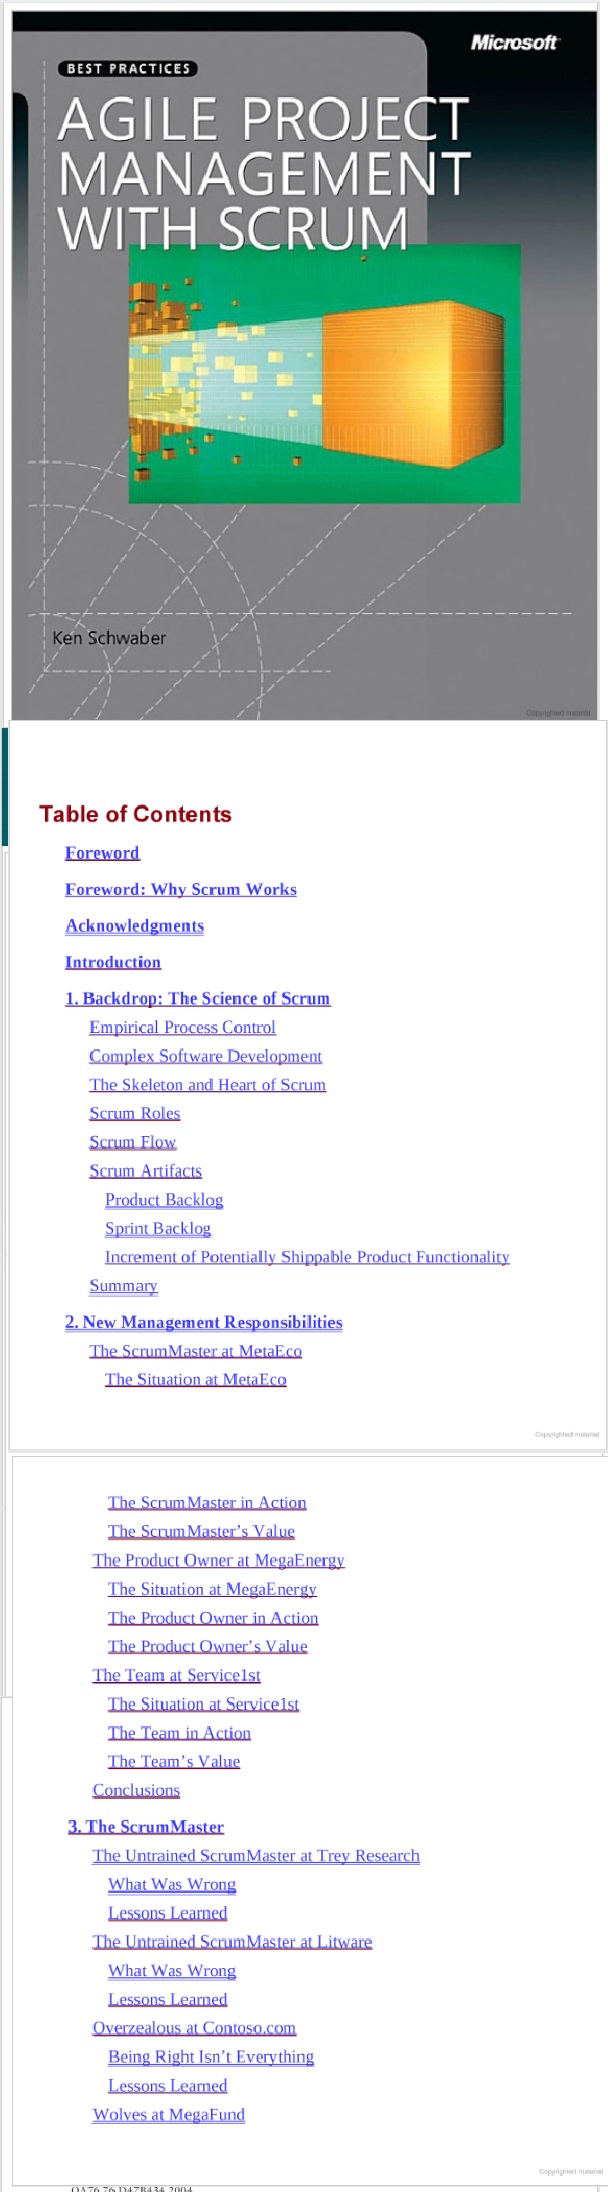 Microsoft
BEST PRACTICES
AGILE PROJECT
MANAGEMENT
WITH SCRUM
Ken Schwaber
Copyrighted material
Table of Contents
Foreword
Foreword: Why Scrum Works
Acknowledgments
Introduction
1. Backdrop: The Science of Scrum
Empirical Process Control
Complex Software Development
The Skeleton and Heart of Scrum
Scrum Roles
Scrum Flow
Scrum Artifacts
Product Backlog
Sprint Backlog
Increment of Potentially Shippable Product Functionality
Summary
2. New Management Responsibilities
The ScrumMaster at MetaEco
The Situation at MetaEco
Copyrighted material
The ScrumMaster in Action
The ScrumMaster’s Value
The Product Owner at MegaEnergy
The Situation at MegaEnergy
The Product Owner in Action
The Product Owner’s Value
The Team at Service1st
The Situation at Service1st
The Team in Action
The Team’s Value
Conclusions
3. The ScrumMaster
The Untrained ScrumMaster at Trey Research
What Was Wrong
Lessons Learned
The Untrained ScrumMaster at Litware
What Was Wrong
Lessons Learned
Overzealous at Contoso.com
Being Right Isn’t Everything
Lessons Learned
Wolves at MegaFund
Copyrighted material